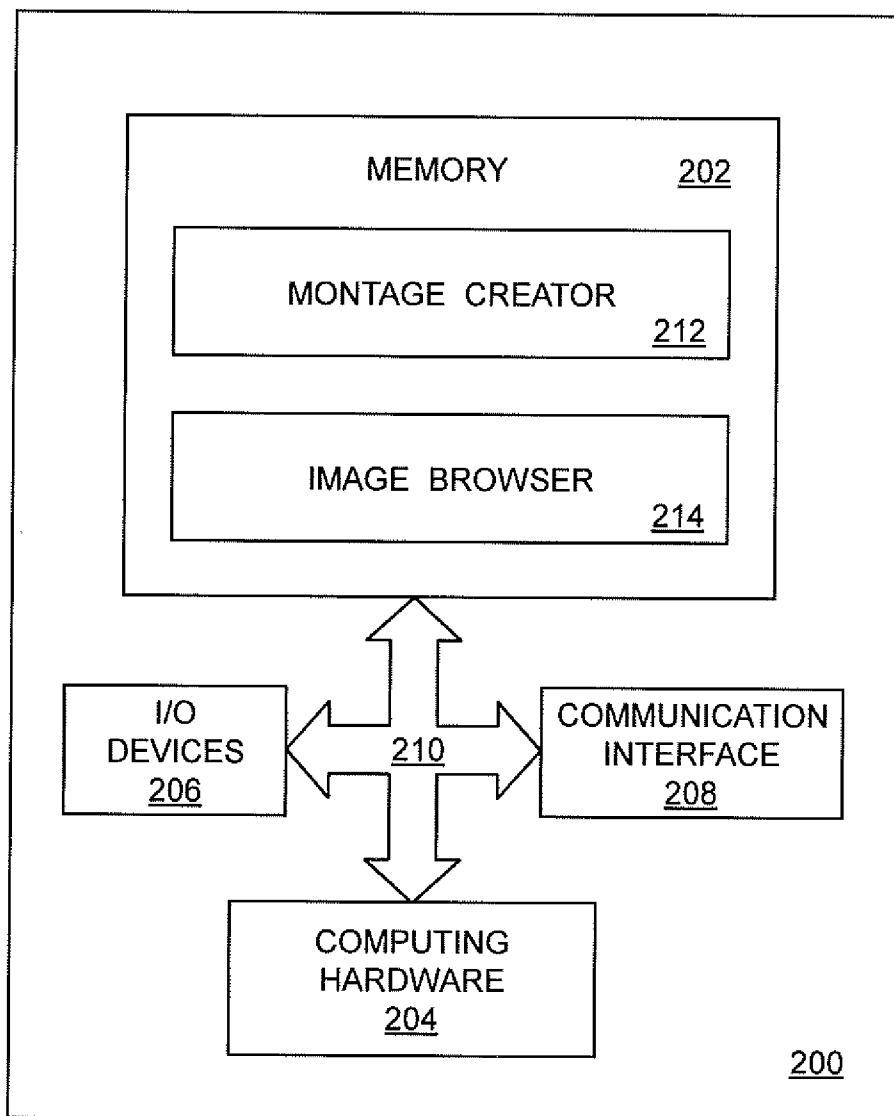 MEMORY 202
MONTAGE CREATOR
212
IMAGE BROWSER
214
I/O
DEVICES
206
210
COMMUNICATION
INTERFACE
208
COMPUTING
HARDWARE
204
200